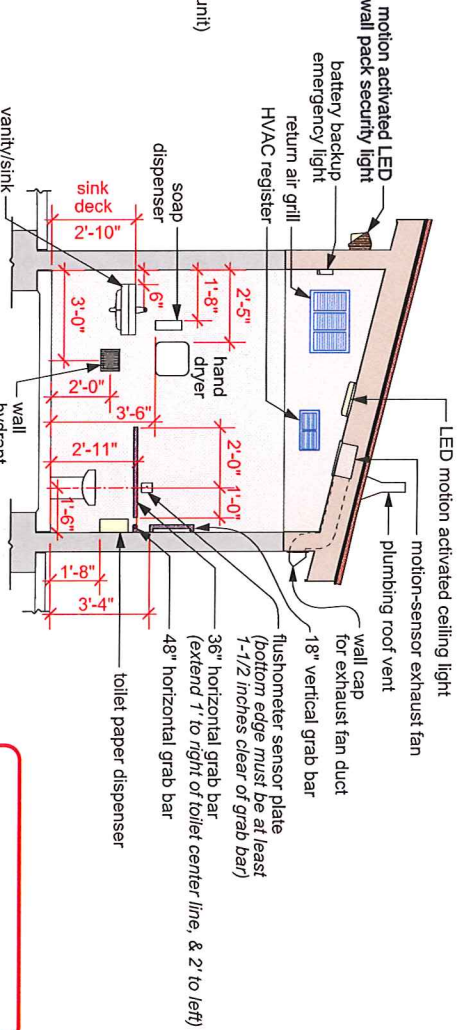 motion activated LED
wall pack security light
battery backup
emergency light
return air grill
HVAC register
LED motion activated ceiling light
motion-sensor exhaust fan
plumbing roof vent
wall cap
for exhaust fan duct
18" vertical grab bar
flushometer sensor plate
(bottom edge must be at least
1-1/2 inches clear of grab bar)
36" horizontal grab bar
(extend 1' to right of toilet center line, & 2' to left)
48" horizontal grab bar
toilet paper dispenser
unit)
soap
dispenser
hand
dryer
sink
deck
2'-10"
6"
1'-8"
2'-5"
3'-0"
2'-0"
3'-6"
2'-11"
2'-0"
1'-0"
1'-6"
1'-8"
3'-4"
vanity/sink
wall
hydrant